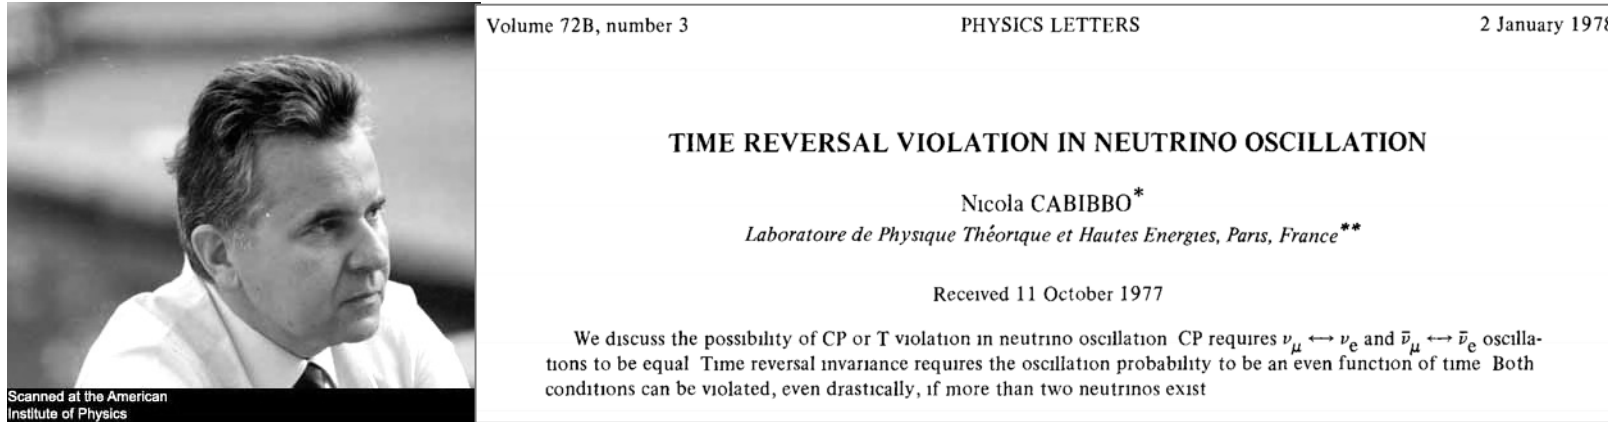 Scanned at the American
Institute of Physics
Volume 72B, number 3
PHYSICS LETTERS
2 January 1978
TIME REVERSAL VIOLATION IN NEUTRINO OSCILLATION
Nicola CABIBBO*
Laboratoire de Physique Théorique et Hautes Energies, Paris, France**
Received 11 October 1977
We discuss the possibility of CP or T violation in neutrino oscillation CP requires ν_μ ↔ ν_e and ν̄_μ ↔ ν̄_e oscilla-
tions to be equal Time reversal invariance requires the oscillation probability to be an even function of time Both
conditions can be violated, even drastically, if more than two neutrinos exist